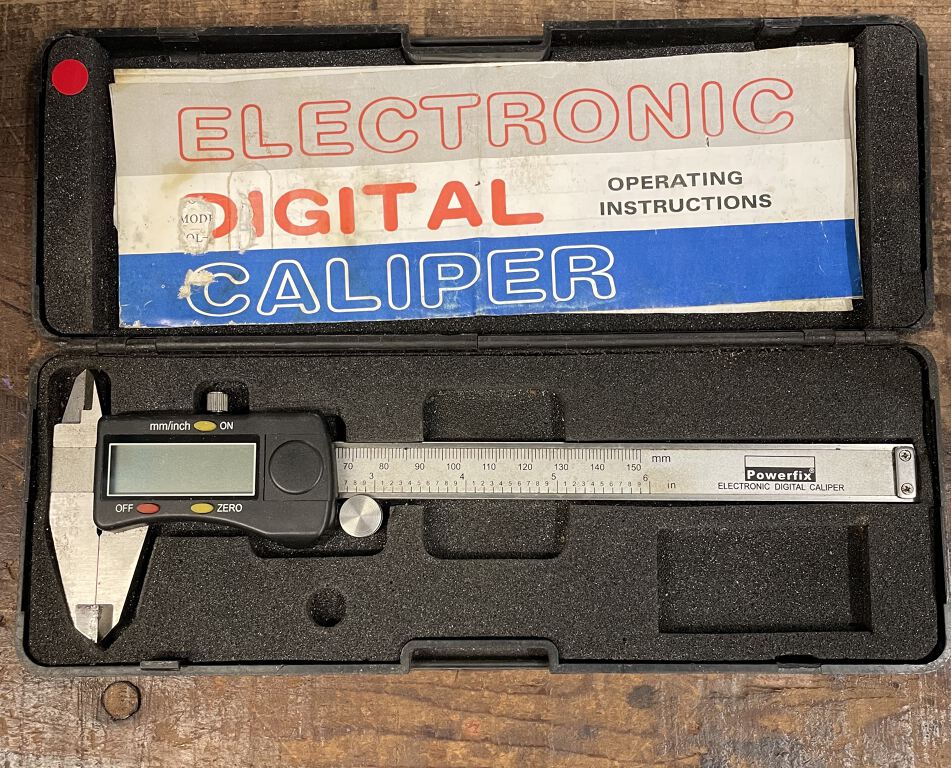 ELECTRONIC
DIGITAL
OPERATING
INSTRUCTIONS
CALIPER
mm/inch ON
OFF ZERO
70 80 90 100 110 120 130 140 150 mm
3 4 5 6 in
Powerfix®
ELECTRONIC DIGITAL CALIPER